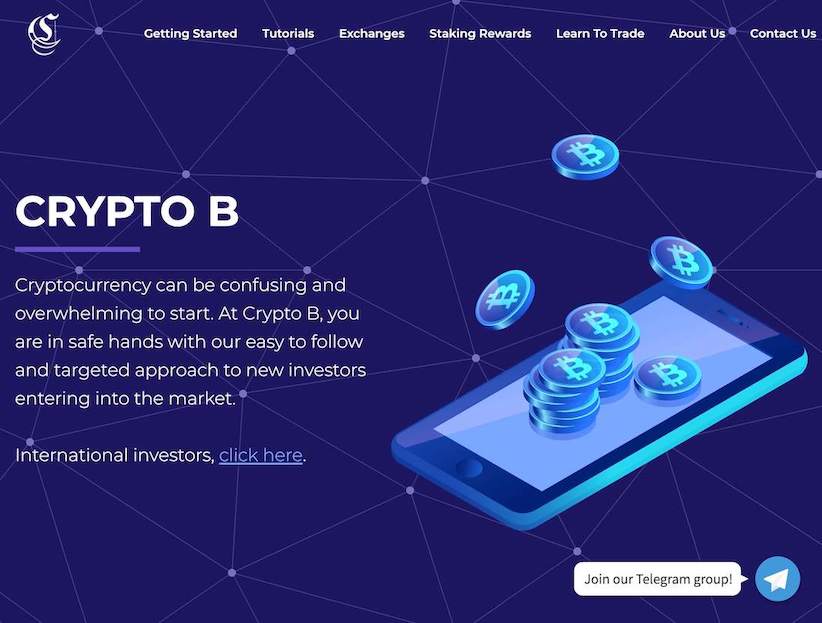 Getting Started Tutorials Exchanges Staking Rewards Learn To Trade About Us Contact Us
CRYPTO B
Cryptocurrency can be confusing and
overwhelming to start. At Crypto B, you
are in safe hands with our easy to follow
and targeted approach to new investors
entering into the market.
International investors, click here.
Join our Telegram group!